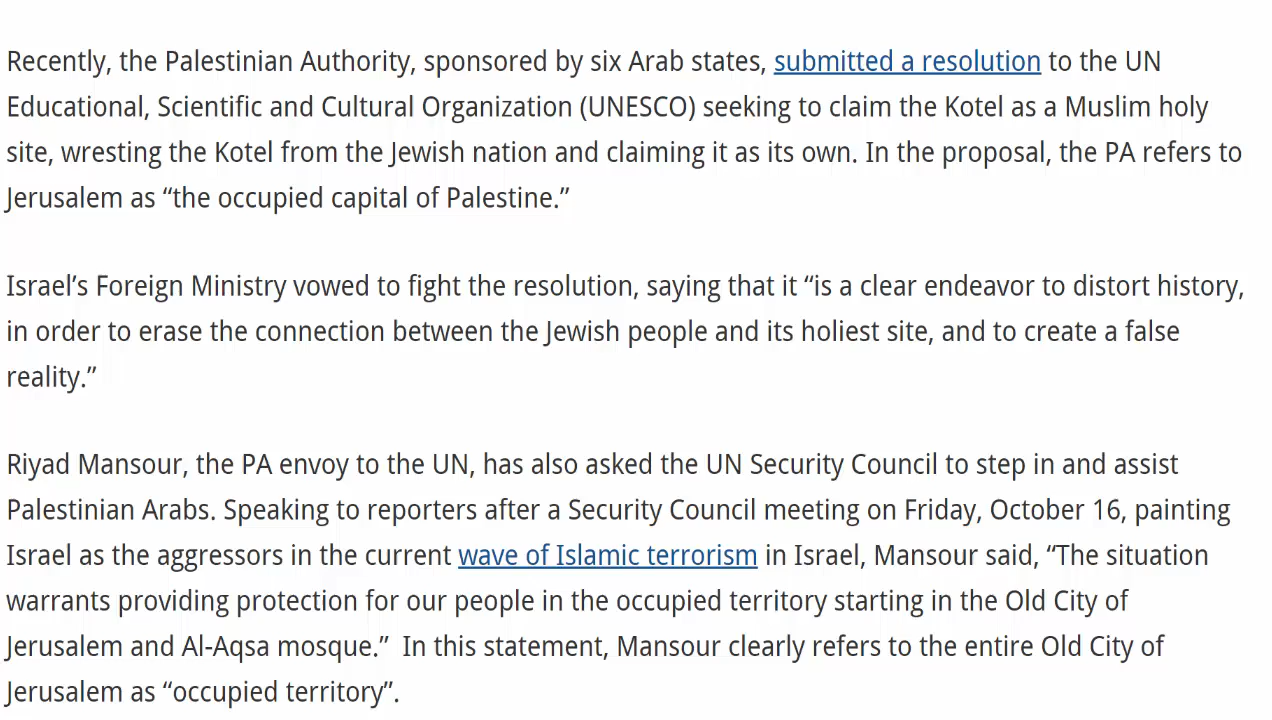 Recently, the Palestinian Authority, sponsored by six Arab states, submitted a resolution to the UN
Educational, Scientific and Cultural Organization (UNESCO) seeking to claim the Kotel as a Muslim holy
site, wresting the Kotel from the Jewish nation and claiming it as its own. In the proposal, the PA refers to
Jerusalem as “the occupied capital of Palestine.”
Israel’s Foreign Ministry vowed to fight the resolution, saying that it “is a clear endeavor to distort history,
in order to erase the connection between the Jewish people and its holiest site, and to create a false
reality.”
Riyad Mansour, the PA envoy to the UN, has also asked the UN Security Council to step in and assist
Palestinian Arabs. Speaking to reporters after a Security Council meeting on Friday, October 16, painting
Israel as the aggressors in the current wave of Islamic terrorism in Israel, Mansour said, “The situation
warrants providing protection for our people in the occupied territory starting in the Old City of
Jerusalem and Al-Aqsa mosque.”  In this statement, Mansour clearly refers to the entire Old City of
Jerusalem as “occupied territory”.